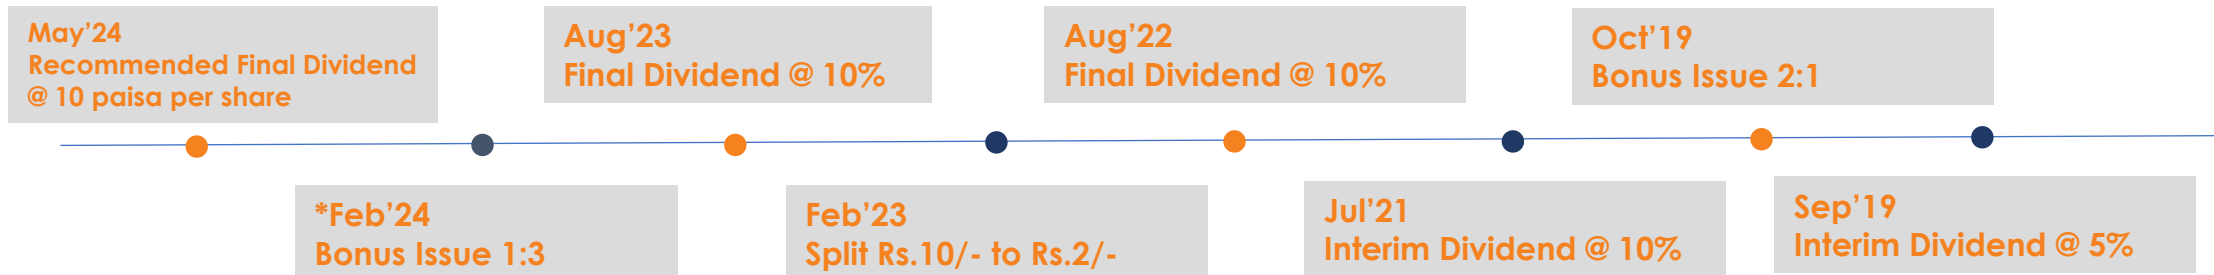 May’24
Recommended Final Dividend
@ 10 paisa per share
*Feb’24
Bonus Issue 1:3
Aug’23
Final Dividend @ 10%
Feb’23
Split Rs.10/- to Rs.2/-
Aug’22
Final Dividend @ 10%
Jul’21
Interim Dividend @ 10%
Oct’19
Bonus Issue 2:1
Sep’19
Interim Dividend @ 5%